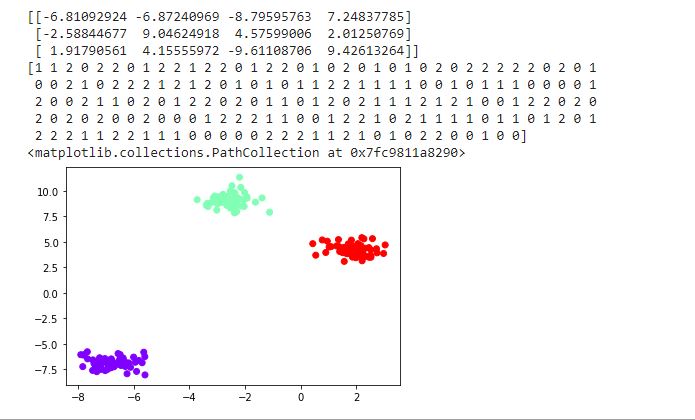 [[-6.81092924 -6.87240969 -8.79595763  7.24837785]
 [-2.58844677  9.04624918  4.57599006  2.01250769]
 [ 1.91790561  4.15555972 -9.61108706  9.42613264]]
[1 1 2 0 2 2 0 1 2 2 1 2 2 0 1 2 2 0 1 0 2 0 1 0 1 0 2 0 2 2 2 2 2 0 2 0 1
 0 0 2 1 0 2 2 2 1 2 1 2 0 1 1 1 1 2 2 1 1 1 1 0 0 1 1 0 1 1 1 0 0 0 0 1
 2 0 0 2 1 1 0 2 0 1 2 2 0 2 0 2 1 0 1 1 0 2 0 2 1 1 2 1 2 1 0 0 1 2 2 0 2 0
 2 0 2 0 0 2 0 0 2 0 0 0 1 2 2 2 1 1 0 0 1 2 2 2 1 0 2 1 1 1 1 0 1 1 0 1 2 0 1
 2 2 2 1 1 2 2 1 1 1 0 0 0 0 0 2 2 2 1 1 2 1 0 2 1 0 2 2 0 0 1 0 0]
<matplotlib.collections.PathCollection at 0x7fc9811a8290>
10.0
7.5
5.0
2.5
0.0
−2.5
−5.0
−7.5
−8 −6 −4 −2 0 2